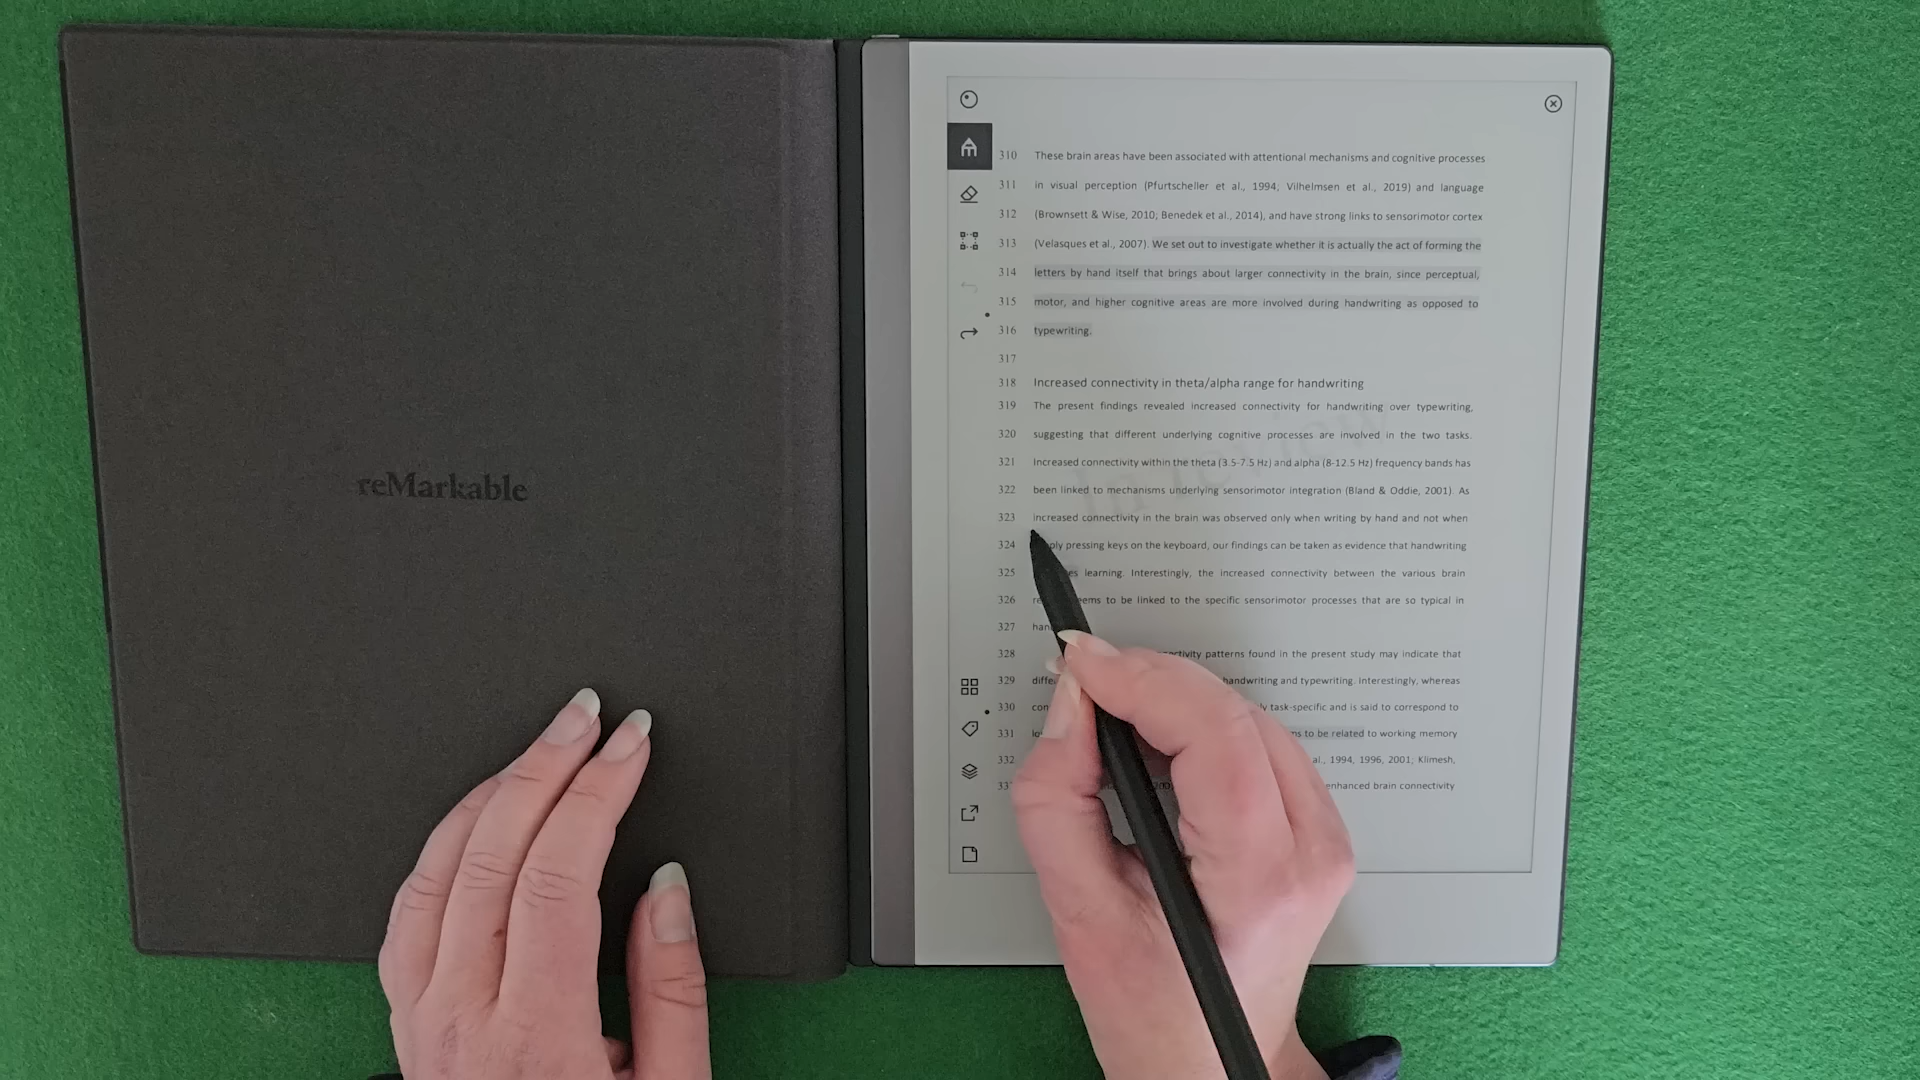 reMarkable
310 These brain areas have been associated with attentional mechanisms and cognitive processes
311 in visual perception (Pfurtscheller et al., 1994; Vilhelmsen et al., 2019) and language
312 (Brownsett & Wise, 2010; Benedek et al., 2014), and have strong links to sensorimotor cortex
313 (Velasques et al., 2007). We set out to investigate whether it is actually the act of forming the
314 letters by hand itself that brings about larger connectivity in the brain, since perceptual,
315 motor, and higher cognitive areas are more involved during handwriting as opposed to
316 typewriting.
317
318 Increased connectivity in theta/alpha range for handwriting
319 The present findings revealed increased connectivity for handwriting over typewriting,
320 suggesting that different underlying cognitive processes are involved in the two tasks.
321 Increased connectivity within the theta (3.5-7.5 Hz) and alpha (8-12.5 Hz) frequency bands has
322 been linked to mechanisms underlying sensorimotor integration (Bland & Oddie, 2001). As
323 increased connectivity in the brain was observed only when writing by hand and not when
324 pressing keys on the keyboard, our findings can be taken as evidence that handwriting
325 learning. Interestingly, the increased connectivity between the various brain
326 to be linked to the specific sensorimotor processes that are so typical in
327
328 patterns found in the present study may indicate that
329 handwriting and typewriting. Interestingly, whereas
330 task-specific and is said to correspond to
331 to be related to working memory
332 al., 1994, 1996, 2001; Klimesh,
enhanced brain connectivity
In review